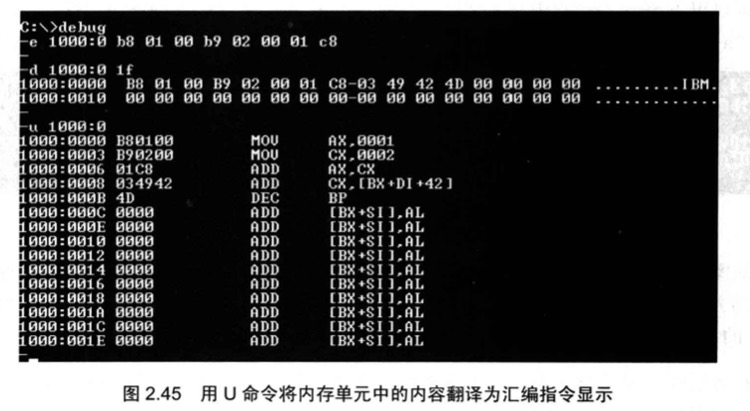 C:\>debug
-e 1000:0 b8 01 00 b9 02 00 01 c8
-
-d 1000:0 1f
1000:0000  B8 01 00 B9 02 00 01 C8-03 49 42 4D 00 00 00 00  .........IBM.
1000:0010  00 00 00 00 00 00 00 00-00 00 00 00 00 00 00 00  .............
-
-u 1000:0
1000:0000 B80100 MOV AX,0001
1000:0003 B90200 MOV CX,0002
1000:0006 01C8 ADD AX,CX
1000:0008 034942 ADD CX,[BX+DI+42]
1000:000B 4D DEC BP
1000:000C 0000 ADD [BX+SI],AL
1000:000E 0000 ADD [BX+SI],AL
1000:0010 0000 ADD [BX+SI],AL
1000:0012 0000 ADD [BX+SI],AL
1000:0014 0000 ADD [BX+SI],AL
1000:0016 0000 ADD [BX+SI],AL
1000:0018 0000 ADD [BX+SI],AL
1000:001A 0000 ADD [BX+SI],AL
1000:001C 0000 ADD [BX+SI],AL
1000:001E 0000 ADD [BX+SI],AL
-
图 2.45 用 U 命令将内存单元中的内容翻译为汇编指令显示